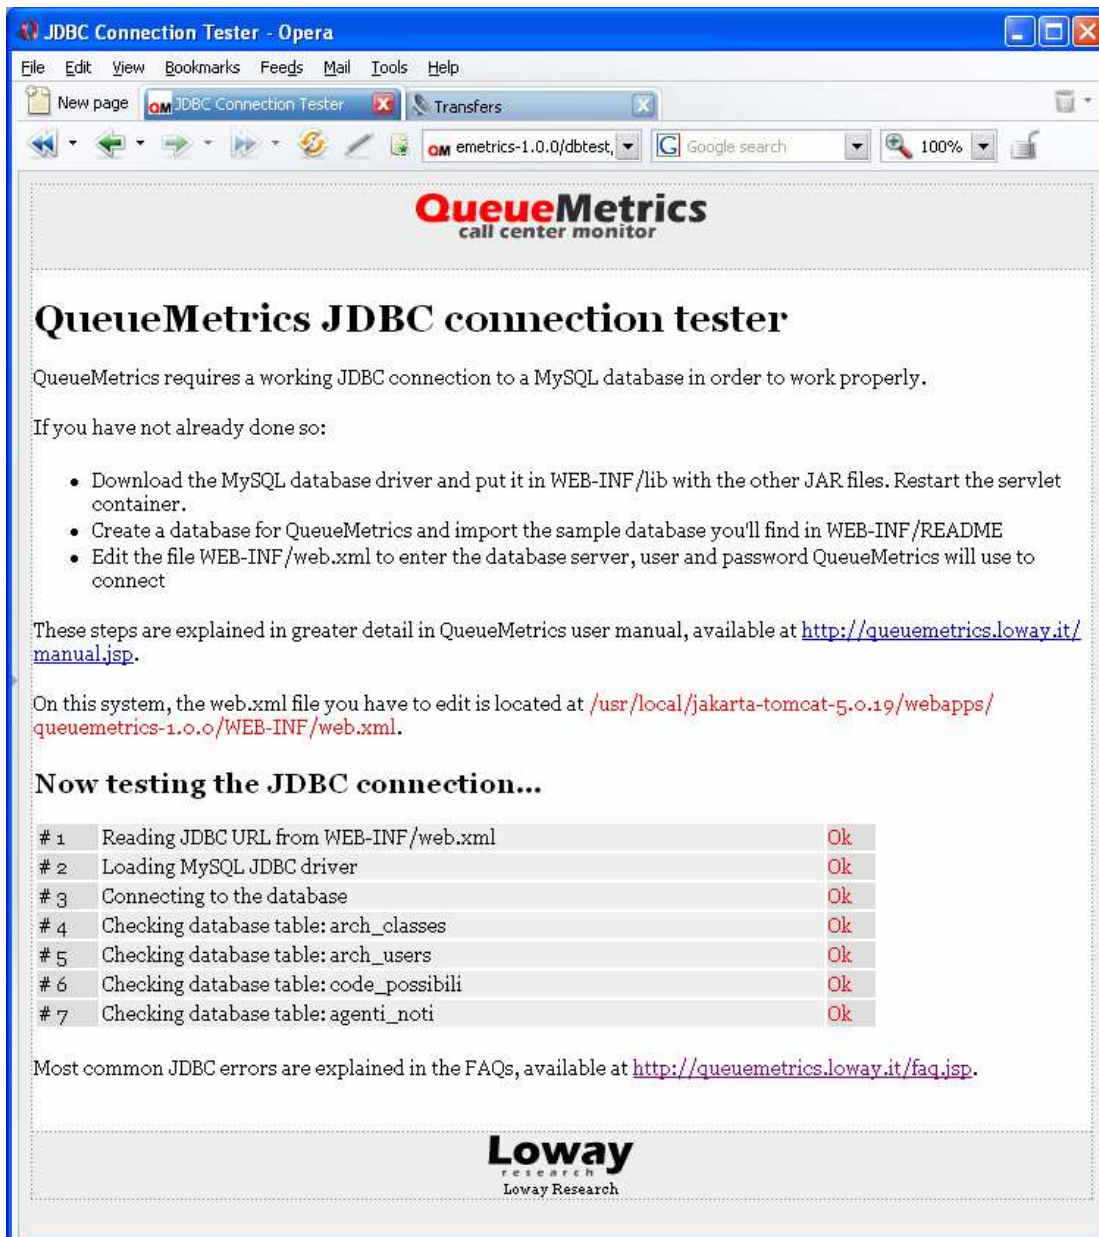 JDBC Connection Tester - Opera
File Edit View Bookmarks Feeds Mail Tools Help
New page QM JDBC Connection Tester Transfers
QM emetrics-1.0.0/dbtest, G Google search 100%
QueueMetrics
call center monitor
QueueMetrics JDBC connection tester
QueueMetrics requires a working JDBC connection to a MySQL database in order to work properly.
If you have not already done so:
• Download the MySQL database driver and put it in WEB-INF/lib with the other JAR files. Restart the servlet
container.
• Create a database for QueueMetrics and import the sample database you'll find in WEB-INF/README
• Edit the file WEB-INF/web.xml to enter the database server, user and password QueueMetrics will use to
connect
These steps are explained in greater detail in QueueMetrics user manual, available at http://queuemetrics.loway.it/
manual.jsp.
On this system, the web.xml file you have to edit is located at /usr/local/jakarta-tomcat-5.0.19/webapps/
queuemetrics-1.0.0/WEB-INF/web.xml.
Now testing the JDBC connection...
# 1 Reading JDBC URL from WEB-INF/web.xml Ok
# 2 Loading MySQL JDBC driver Ok
# 3 Connecting to the database Ok
# 4 Checking database table: arch_classes Ok
# 5 Checking database table: arch_users Ok
# 6 Checking database table: code_possibili Ok
# 7 Checking database table: agenti_noti Ok
Most common JDBC errors are explained in the FAQs, available at http://queuemetrics.loway.it/faq.jsp.
Loway
research
Loway Research